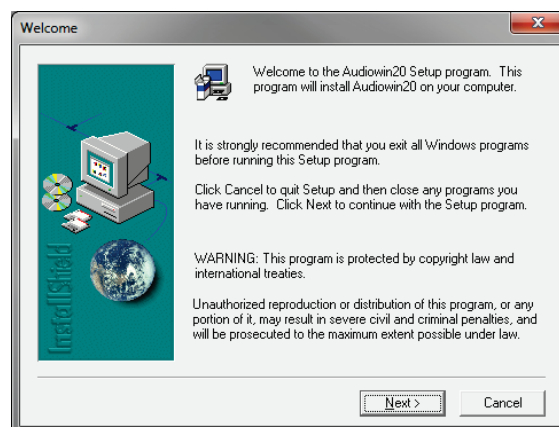 Welcome
Welcome to the Audiowin20 Setup program. This
program will install Audiowin20 on your computer.
It is strongly recommended that you exit all Windows programs
before running this Setup program.
Click Cancel to quit Setup and then close any programs you
have running. Click Next to continue with the Setup program.
WARNING: This program is protected by copyright law and
international treaties.
Unauthorized reproduction or distribution of this program, or any
portion of it, may result in severe civil and criminal penalties, and
will be prosecuted to the maximum extent possible under law.
InstallShield
Next >
Cancel